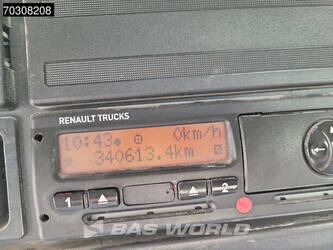 70308208
RENAULT TRUCKS
10:43 0km/h
340613.4km
1 2
BAS WORLD